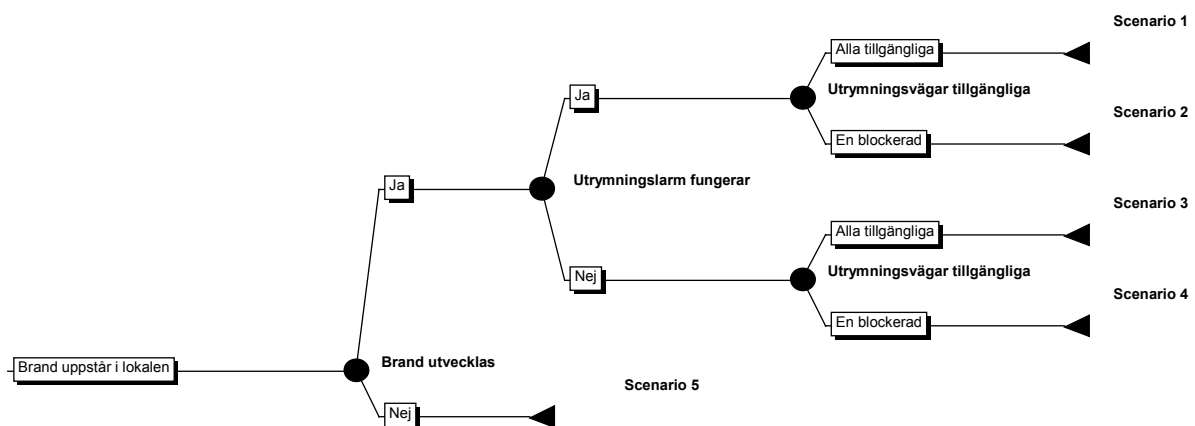 Scenario 1
Alla tillgängliga
Utrymningsvägar tillgängliga
Ja
Scenario 2
En blockerad
Ja
Utrymningslarm fungerar
Scenario 3
Alla tillgängliga
Nej
Utrymningsvägar tillgängliga
Scenario 4
En blockerad
Brand uppstår i lokalen
Brand utvecklas
Scenario 5
Nej